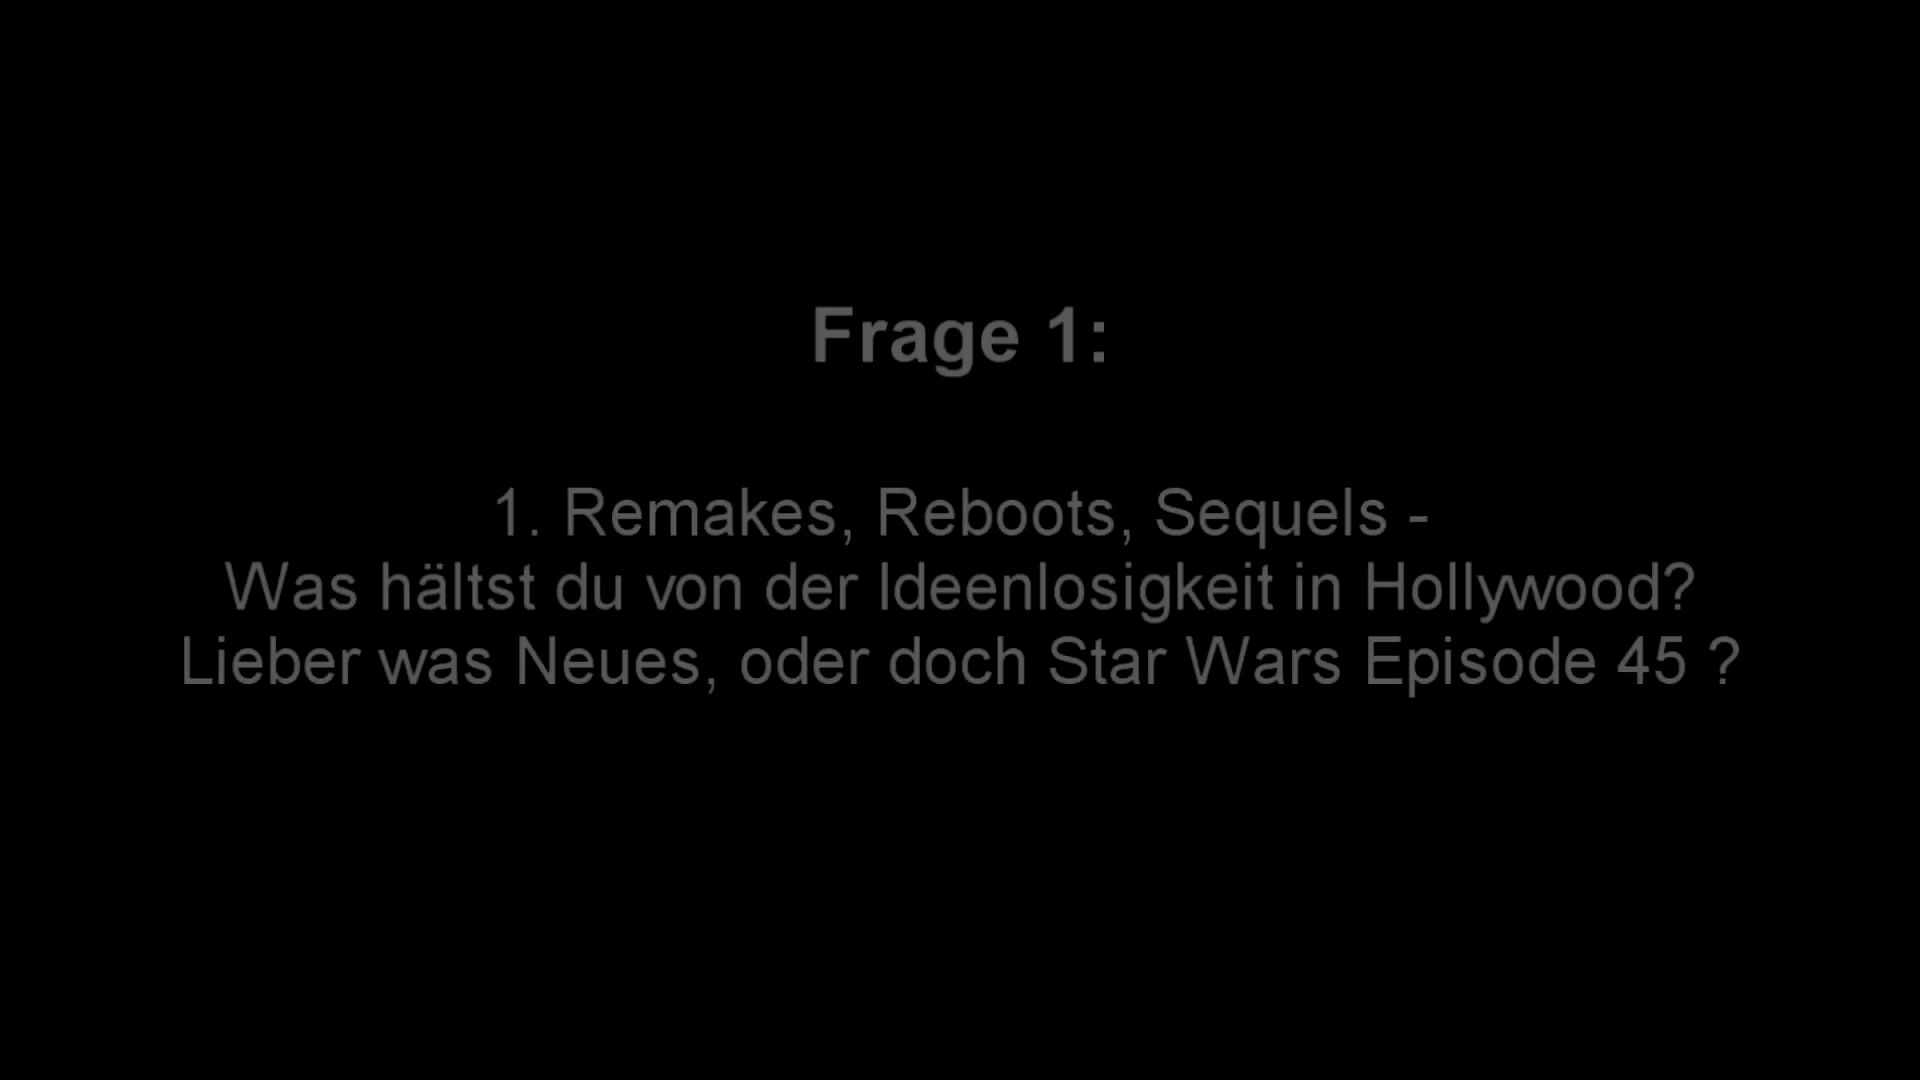 Frage 1:
1. Remakes, Reboots, Sequels -
Was hältst du von der Ideenlosigkeit in Hollywood?
Lieber was Neues, oder doch Star Wars Episode 45 ?